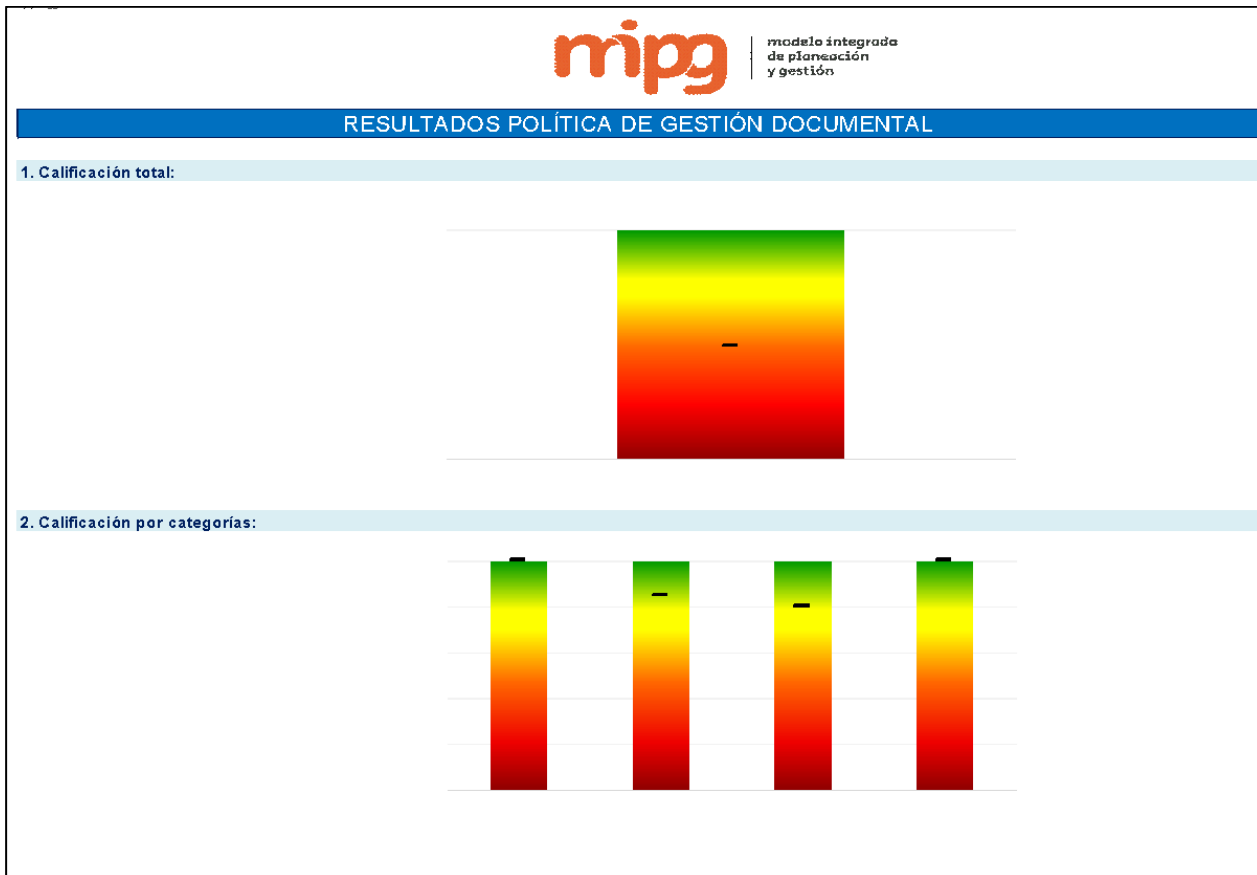 mipg
modelo integrado
de planeación
y gestión
RESULTADOS POLÍTICA DE GESTIÓN DOCUMENTAL
1. Calificación total:
2. Calificación por categorías: